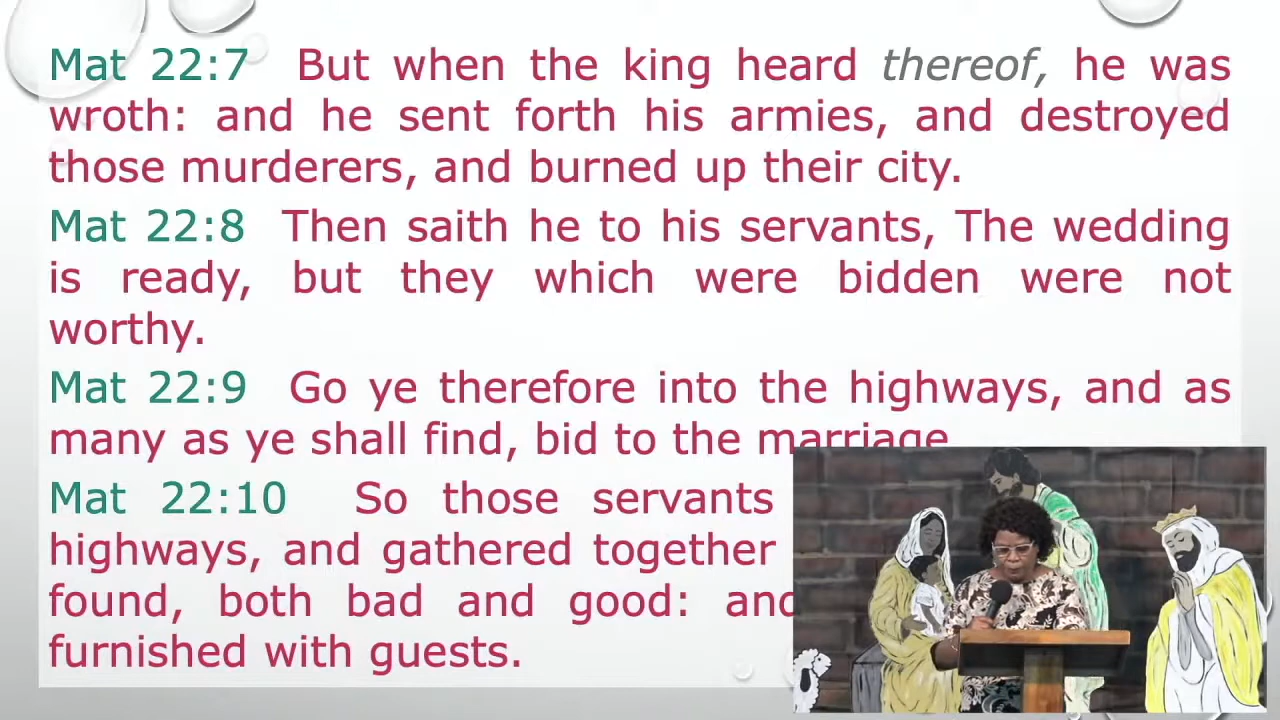 Mat 22:7 But when the king heard thereof, he was
wroth: and he sent forth his armies, and destroyed
those murderers, and burned up their city.
Mat 22:8 Then saith he to his servants, The wedding
is ready, but they which were bidden were not
worthy.
Mat 22:9 Go ye therefore into the highways, and as
many as ye shall find, bid to the marriage
Mat 22:10 So those servants
highways, and gathered together
found, both bad and good: and
furnished with guests.